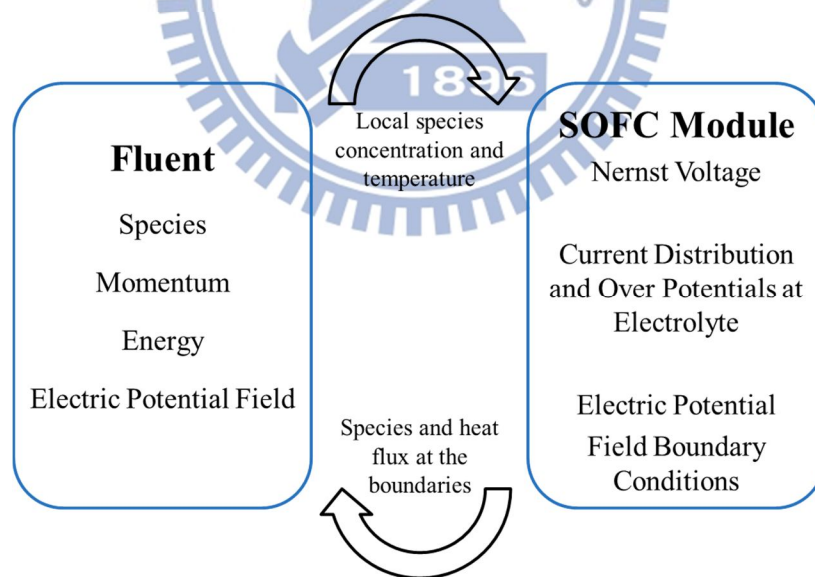 1896
Fluent
Species
Momentum
Energy
Electric Potential Field
Local species
concentration and
temperature
Species and heat
flux at the
boundaries
SOFC Module
Nernst Voltage
Current Distribution
and Over Potentials at
Electrolyte
Electric Potential
Field Boundary
Conditions